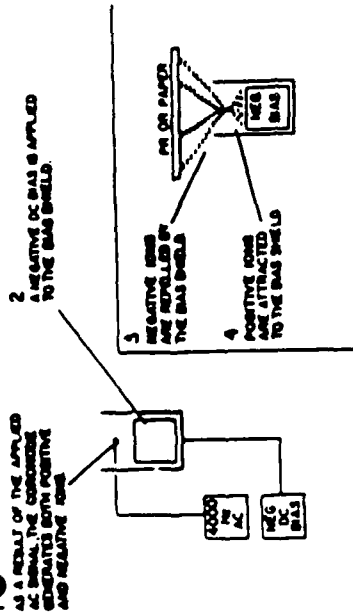 AS A RESULT OF THE APPLIED
AC SIGNAL, THE COROTRODE
GENERATES BOTH POSITIVE
AND NEGATIVE IONS.
2
A NEGATIVE DC BIAS IS APPLIED
TO THE BIAS SHIELD.
4000
AC
NEG
DC
BIAS
3
NEGATIVE IONS
ARE REPELLED BY
THE BIAS SHIELD.
4
POSITIVE IONS
ARE ATTRACTED
TO THE BIAS SHIELD
PR OR PAPER
NEG
BIAS